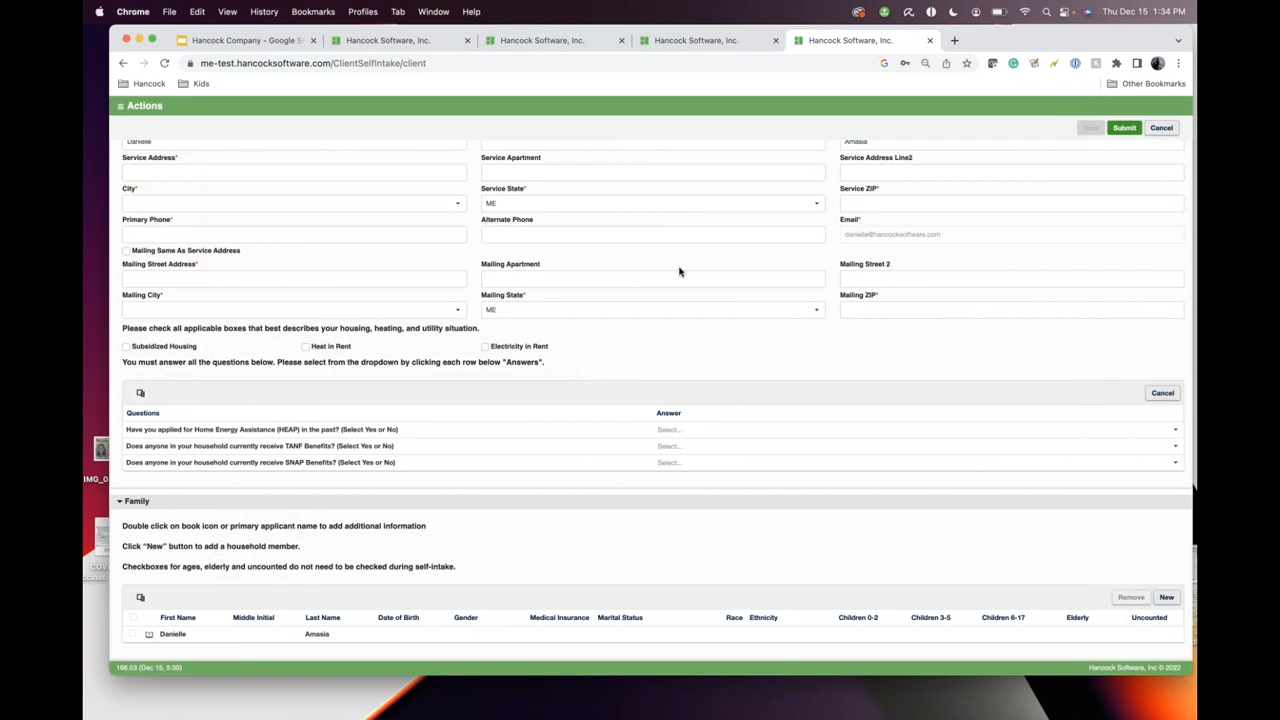 Chrome File Edit View History Bookmarks Profiles Tab Window Help Thu Dec 15 1:34 PM
Hancock Company - Google S Hancock Software, Inc. Hancock Software, Inc. Hancock Software, Inc. Hancock Software, Inc.
me-test.hancocksoftware.com/ClientSelfIntake/client
Hancock Kids Other Bookmarks
Actions
Save Submit Cancel
Danielle Amasia
Service Address* Service Apartment Service Address Line2
City* Service State* Service ZIP*
ME
Primary Phone* Alternate Phone Email*
danielle@hancocksoftware.com
Mailing Same As Service Address
Mailing Street Address* Mailing Apartment Mailing Street 2
Mailing City* Mailing State* Mailing ZIP*
ME
Please check all applicable boxes that best describes your housing, heating, and utility situation.
Subsidized Housing Heat in Rent Electricity in Rent
You must answer all the questions below. Please select from the dropdown by clicking each row below "Answers".
Cancel
Questions Answer
Have you applied for Home Energy Assistance (HEAP) in the past? (Select Yes or No) Select...
Does anyone in your household currently receive TANF Benefits? (Select Yes or No) Select...
Does anyone in your household currently receive SNAP Benefits? (Select Yes or No) Select...
IMG_0
Family
Double click on book icon or primary applicant name to add additional information
Click “New” button to add a household member.
Checkboxes for ages, elderly and uncounted do not need to be checked during self-intake.
Remove New
First Name Middle Initial Last Name Date of Birth Gender Medical Insurance Marital Status Race Ethnicity Children 0-2 Children 3-5 Children 6-17 Elderly Uncounted
Danielle Amasia
166.03 (Dec 15, 5:30) Hancock Software, Inc © 2022